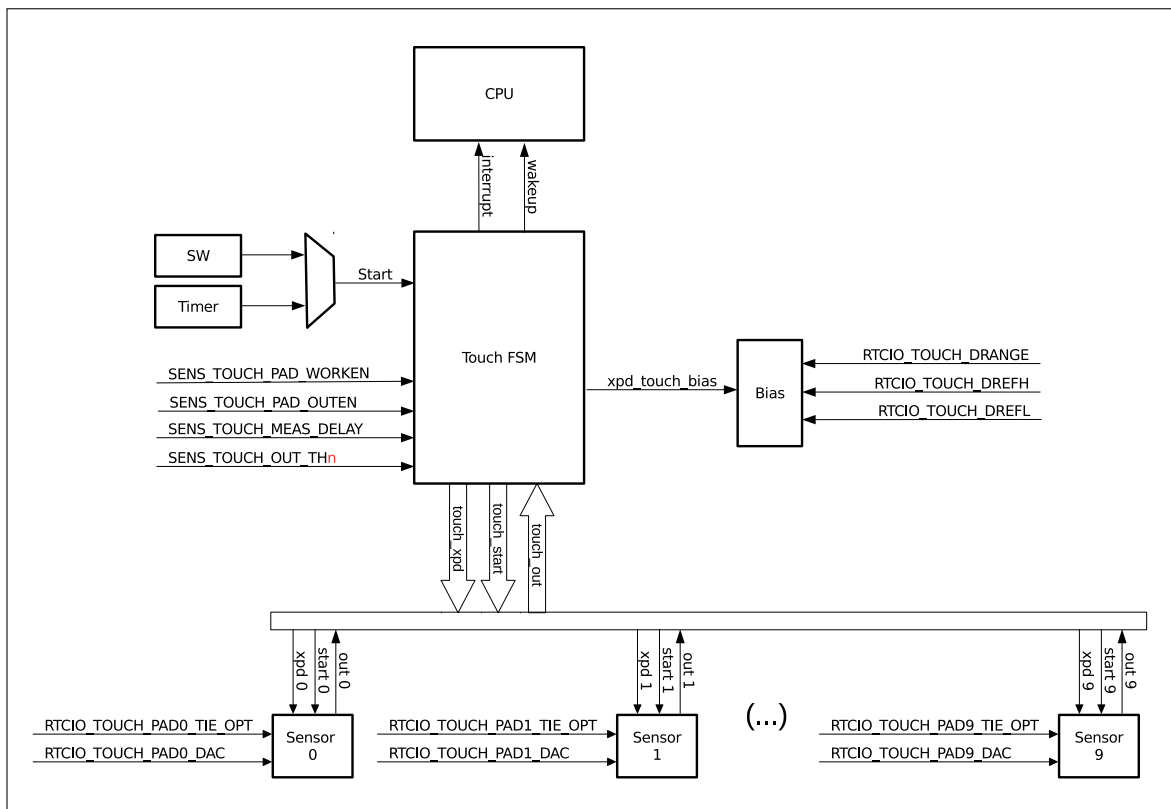 CPU
interrupt
wakeup
SW
Timer
Start
Touch FSM
SENS_TOUCH_PAD_WORKEN
SENS_TOUCH_PAD_OUTEN
SENS_TOUCH_MEAS_DELAY
SENS_TOUCH_OUT_THn
xpd_touch_bias
Bias
RTCIO_TOUCH_DRANGE
RTCIO_TOUCH_DREFH
RTCIO_TOUCH_DREFL
touch_xpd
touch_start
touch_out
xpd 0
start 0
out 0
xpd 1
start 1
out 1
xpd 9
start 9
out 9
RTCIO_TOUCH_PAD0_TIE_OPT
RTCIO_TOUCH_PAD0_DAC
Sensor
0
RTCIO_TOUCH_PAD1_TIE_OPT
RTCIO_TOUCH_PAD1_DAC
Sensor
1
(...)
RTCIO_TOUCH_PAD9_TIE_OPT
RTCIO_TOUCH_PAD9_DAC
Sensor
9